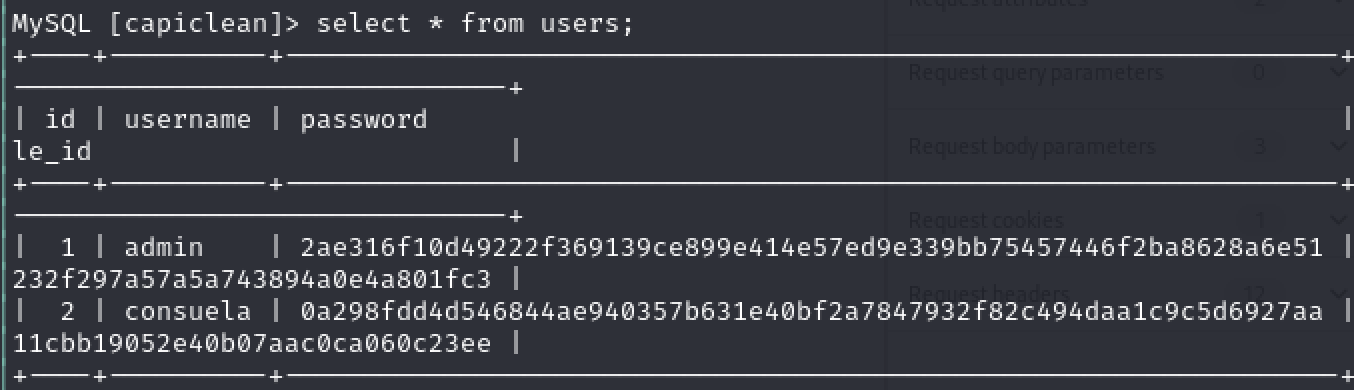 MySQL [capiclean]> select * from users;
Request attributes 2
Request query parameters 0
| id | username | password |
le_id |
Request body parameters 3
Request cookies 1
| 1 | admin | 2ae316f10d49222f369139ce899e414e57ed9e339bb75457446f2ba8628a6e51 |
232f297a57a5a743894a0e4a801fc3 |
Request headers 12
| 2 | consuela | 0a298fdd4d546844ae940357b631e40bf2a7847932f82c494daa1c9c5d6927aa |
11cbb19052e40b07aac0ca060c23ee |